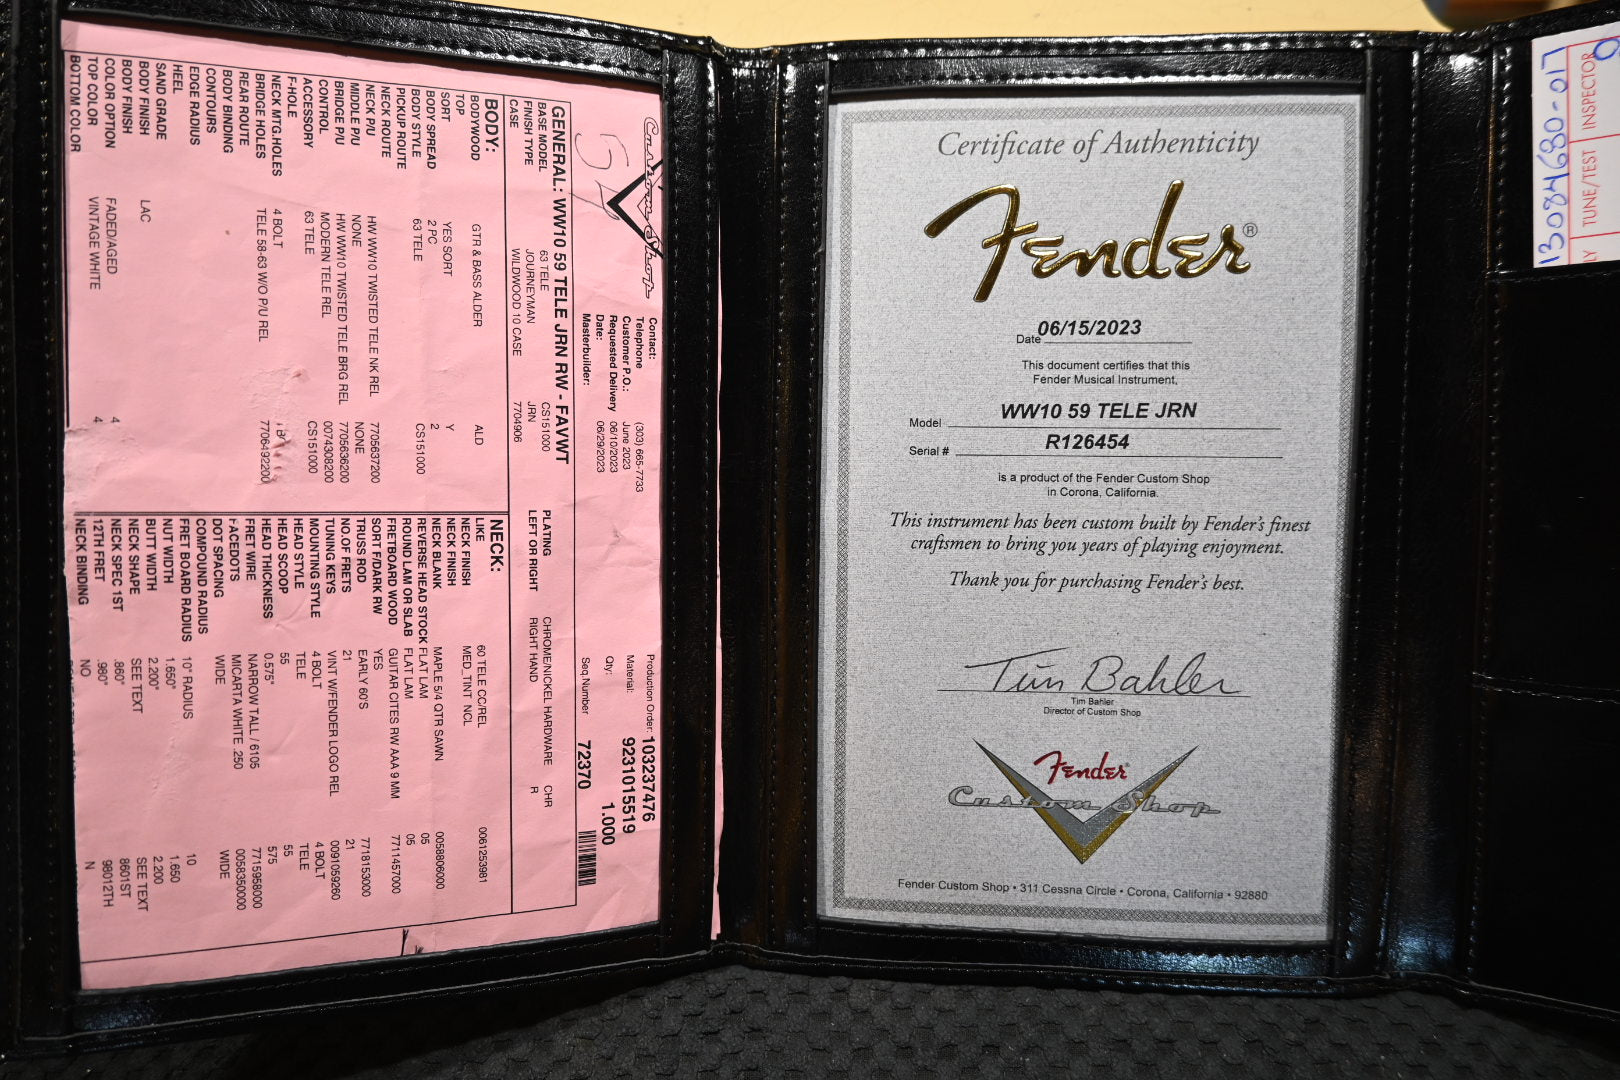 Custom Shop
Contact:
Telephone (303) 665-7733
Customer P.O.: June 2023
Requested Delivery 06/10/2023
Date: 06/29/2023
Masterbuilder:
Production Order: 103237476
Material: 9231015519
Qty: 1.000
Seq.Number 72370
GENERAL: WW10 59 TELE JRN RW - FAVWT
BASE MODEL 63 TELE CS151000
FINISH TYPE JOURNEYMAN JRN
CASE WILDWOOD 10 CASE 7704906
PLATING CHROME/NICKEL HARDWARE CHR
LEFT OR RIGHT RIGHT HAND R
BODY:
BODYWOOD GTR & BASS ALDER ALD
TOP
SORT YES SORT Y
BODY SPREAD 2 PC 2
BODY STYLE 63 TELE CS151000
PICKUP ROUTE
NECK ROUTE
NECK P/U HW WW10 TWISTED TELE NK REL 7705637200
MIDDLE P/U NONE NONE
BRIDGE P/U HW WW10 TWISTED TELE BRG REL 7705636200
CONTROL MODERN TELE REL 0074308200
ACCESSORY 63 TELE CS151000
F-HOLE
NECK MTG.HOLES 4 BOLT
BRIDGE HOLES TELE 58-63 W/O P/U REL 7706492200
REAR ROUTE
BODY BINDING
CONTOURS
EDGE RADIUS
HEEL
SAND GRADE
BODY FINISH LAC
BODY FINISH
COLOR OPTION FADED/AGED 4
TOP COLOR VINTAGE WHITE 4
BOTTOM COLOR
NECK:
LIKE 60 TELE CC/REL 0061253981
NECK FINISH MED_TINT NCL
NECK FINISH
NECK BLANK MAPLE 5/4 QTR SAWN 0058806000
REVERSE HEAD STOCK FLAT LAM 05
ROUND LAM OR SLAB FLAT LAM 05
FRETBOARD WOOD GUITAR CITES RW AAA 9 MM 7711457000
SORT F/DARK RW YES
TRUSS ROD EARLY 60'S 7718153000
NO.OF FRETS 21 21
TUNING KEYS VINT W/FENDER LOGO REL 0091059260
MOUNTING STYLE 4 BOLT 4 BOLT
HEAD STYLE TELE TELE
HEAD SCOOP 55 55
HEAD THICKNESS 0.575" 575
FRET WIRE NARROW TALL / 6105 7715958000
FACEDOTS MICARTA WHITE .250 0058350000
DOT SPACING WIDE WIDE
COMPOUND RADIUS
FRET BOARD RADIUS 10" RADIUS 10
NUT WIDTH 1.650" 1.650
BUTT WIDTH 2.200" 2.200
NECK SHAPE SEE TEXT SEE TEXT
NECK SPEC 1ST .860" 8601ST
12TH FRET .980" 98012TH
NECK BINDING NO N
Certificate of Authenticity
Fender®
Date 06/15/2023
This document certifies that this
Fender Musical Instrument,
Model WW10 59 TELE JRN
Serial # R126454
is a product of the Fender Custom Shop
in Corona, California.
This instrument has been custom built by Fender's finest
craftsmen to bring you years of playing enjoyment.
Thank you for purchasing Fender's best.
Tim Bahler
Tim Bahler
Director of Custom Shop
Fender
Custom Shop
Fender Custom Shop • 311 Cessna Circle • Corona, California • 92880
TUNE/TEST INSPECTOR